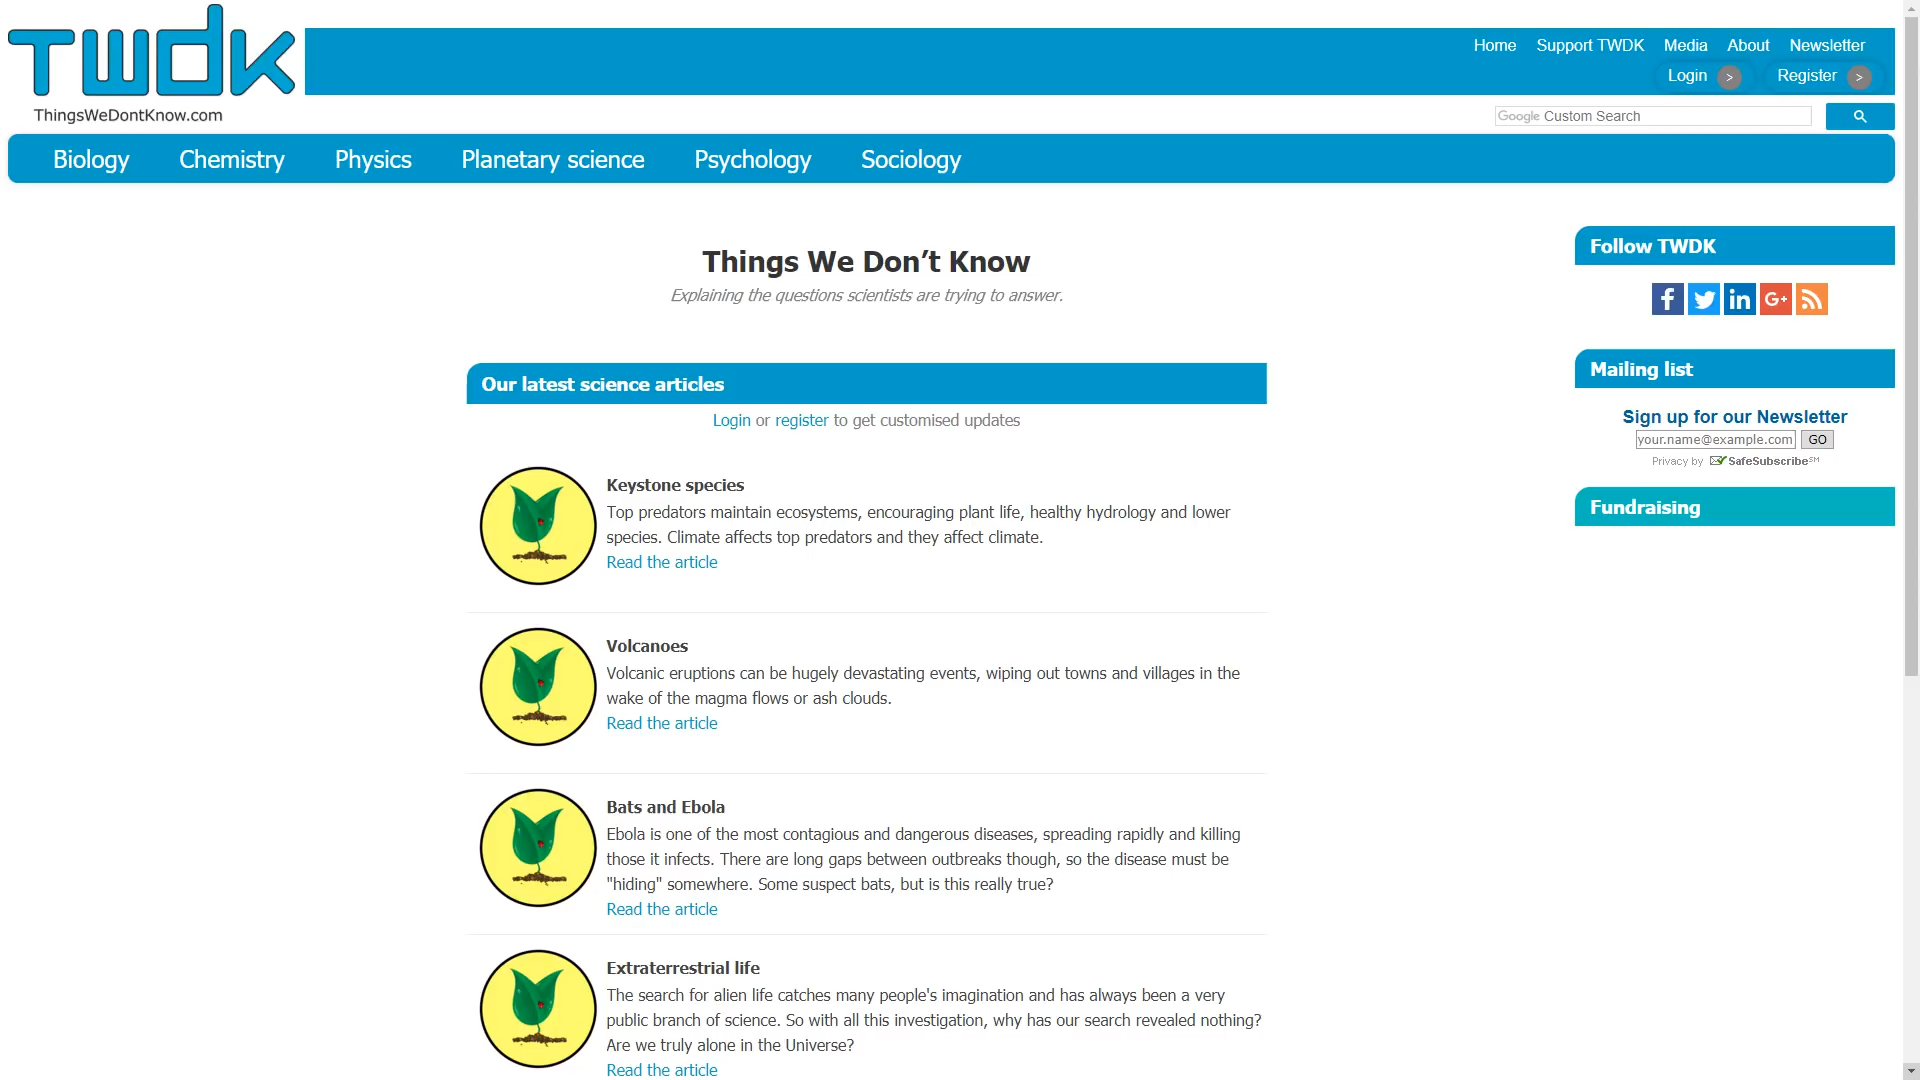 TWDK
ThingsWeDontKnow.com
Home Support TWDK Media About Newsletter
Login > Register >
Google Custom Search
Biology Chemistry Physics Planetary science Psychology Sociology
Things We Don’t Know
Explaining the questions scientists are trying to answer.
Our latest science articles
Login or register to get customised updates
Keystone species
Top predators maintain ecosystems, encouraging plant life, healthy hydrology and lower
species. Climate affects top predators and they affect climate.
Read the article
Volcanoes
Volcanic eruptions can be hugely devastating events, wiping out towns and villages in the
wake of the magma flows or ash clouds.
Read the article
Bats and Ebola
Ebola is one of the most contagious and dangerous diseases, spreading rapidly and killing
those it infects. There are long gaps between outbreaks though, so the disease must be
"hiding" somewhere. Some suspect bats, but is this really true?
Read the article
Extraterrestrial life
The search for alien life catches many people's imagination and has always been a very
public branch of science. So with all this investigation, why has our search revealed nothing?
Are we truly alone in the Universe?
Read the article
Follow TWDK
f in G+
Mailing list
Sign up for our Newsletter
your.name@example.com GO
Privacy by SafeSubscribe℠
Fundraising